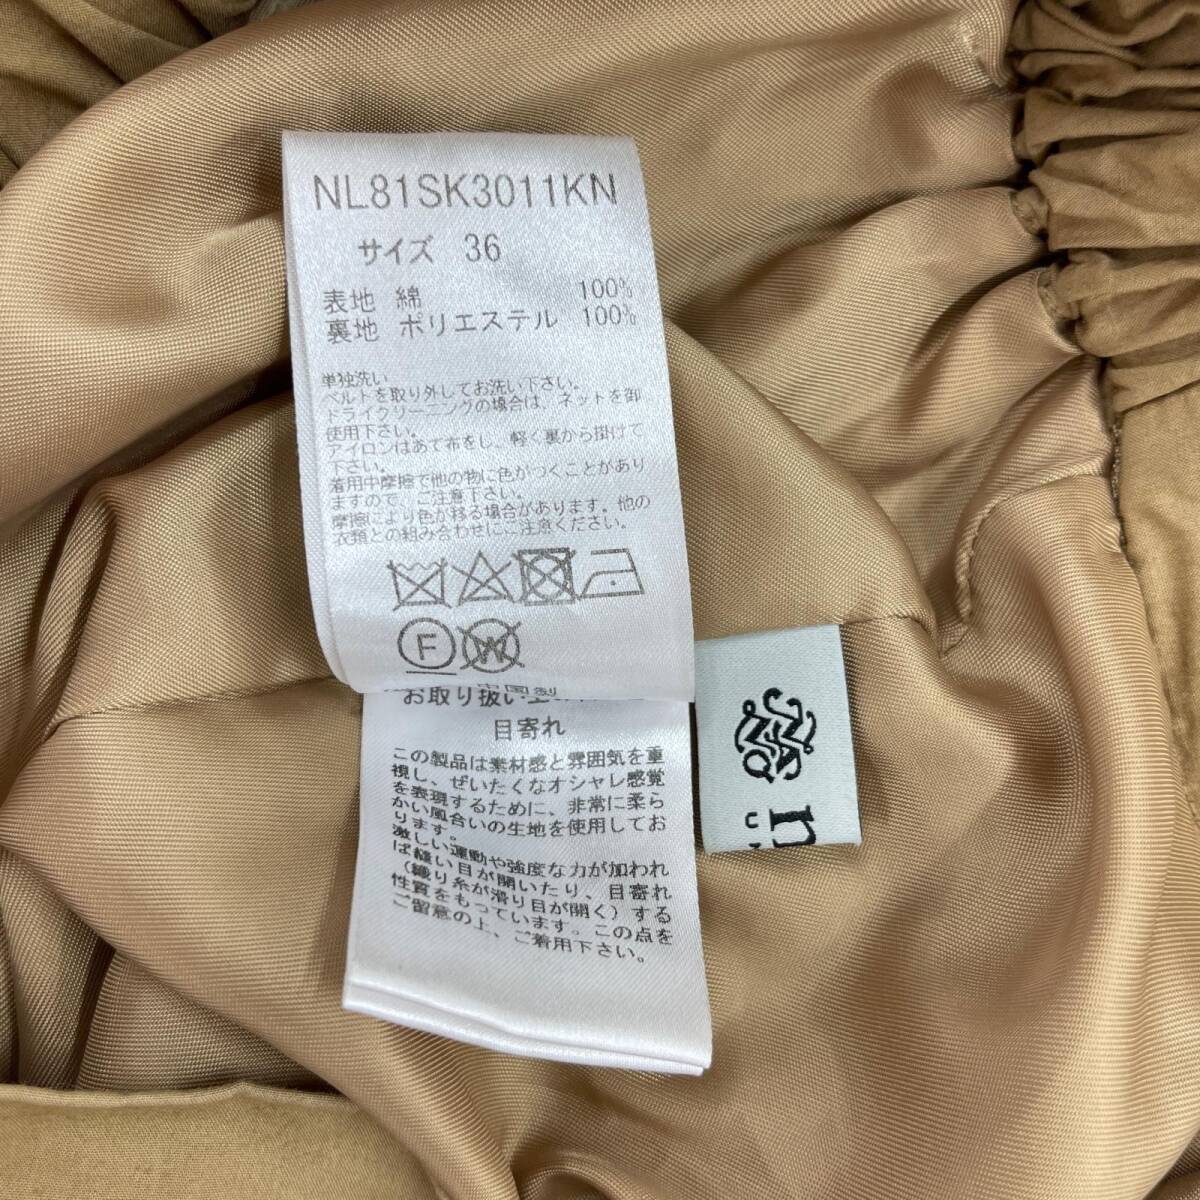 NL81SK3011KN
サイズ 36
表地 綿 100%
裏地 ポリエステル 100%
単独洗い
ベルトを取り外してお洗い下さい。
ドライクリーニングの場合は、ネットを御
使用下さい。
アイロンはあて布をし、軽く裏から掛けて
下さい。
着用中摩擦で他の物に色がつくことがあり
ますので、ご注意下さい。
摩擦により色が移る場合があります。他の
衣類との組み合わせにご注意ください。
F W
中国製
お取り扱い上
目寄れ
この製品は素材感と雰囲気を重
視し、ぜいたくなオシャレ感覚
を表現するために、非常に柔ら
かい風合いの生地を使用してお
ります。
激しい運動や強度な力が加われ
ば縫い目が開いたり、目寄れ
(織り糸が滑り目が開く)する
性質をもっています。この点を
ご留意の上、ご着用下さい。
n
U